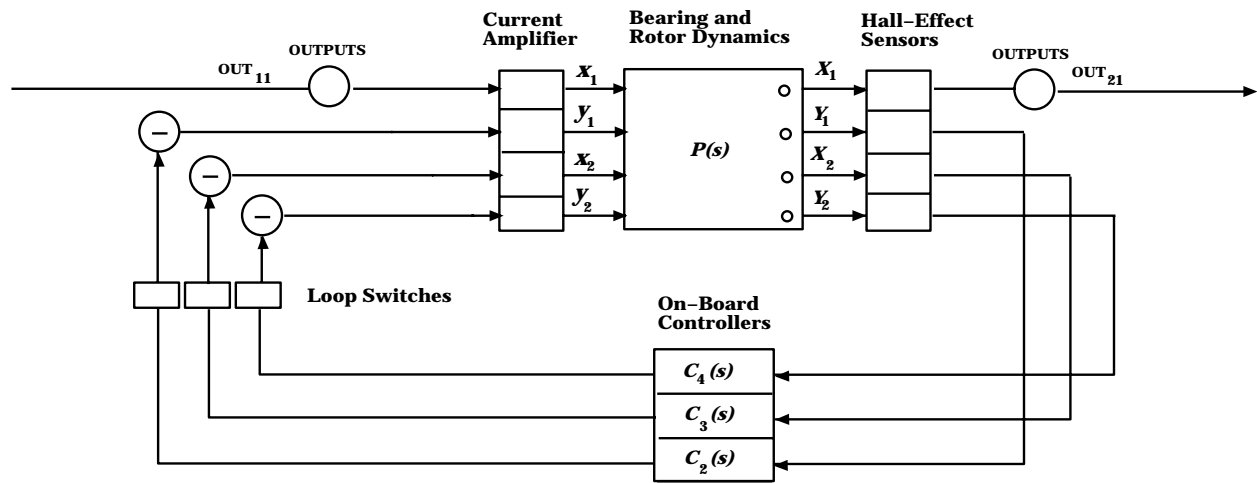 Current
Amplifier
Bearing and
Rotor Dynamics
Hall–Effect
Sensors
OUTPUTS
OUTPUTS
OUT11
x1
X1
OUT21
–
y1
Y1
–
x2
P(s)
X2
–
y2
Y2
Loop Switches
On–Board
Controllers
C4(s)
C3(s)
C2(s)